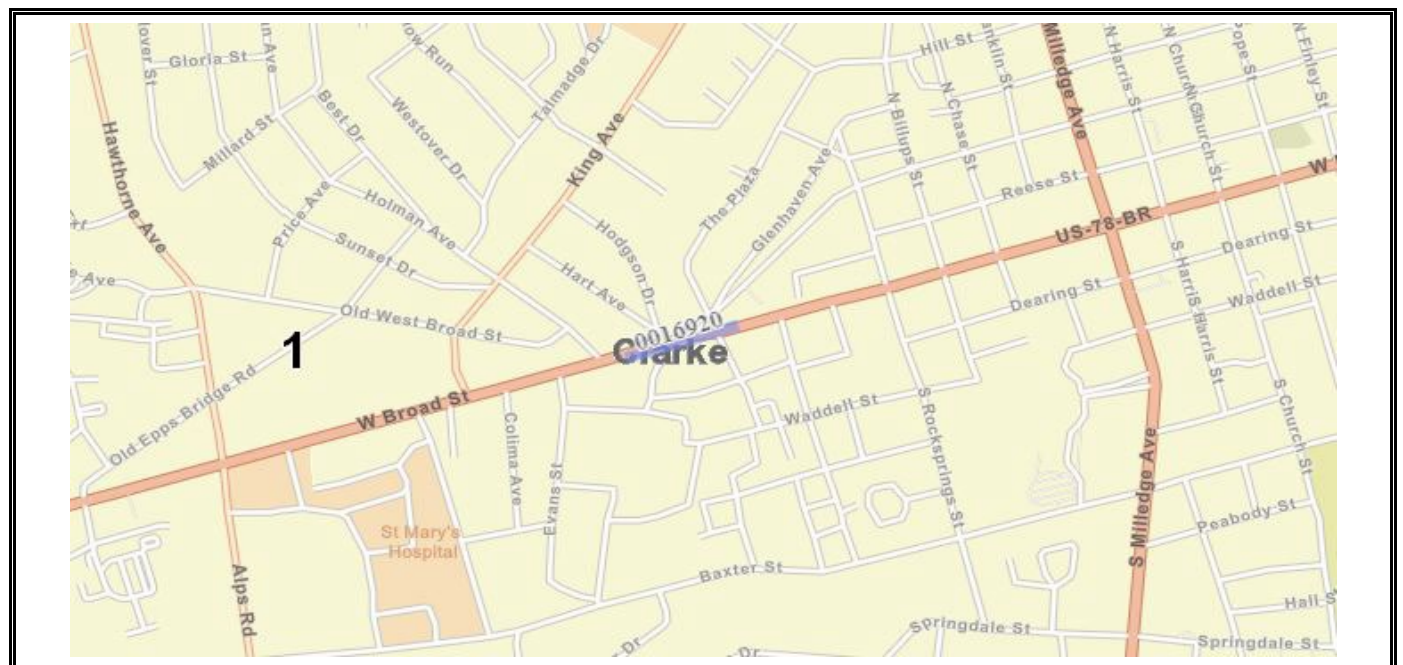 Gloria St
Hill St
Milledge Ave
N Harris St
N Church St
N Church St
N Finley St
Talmadge Dr
Best Dr
Westover Dr
N Billups St
N Chase St
Hawthorne Ave
Millard St
King Ave
The Plaza
Glenhaven Ave
Reese St
Price Ave
Holman Ave
Hodgson Dr
US-78-BR
Sunset Dr
Hart Ave
Dearing St
Dearing St
S Harris St
Waddell St
Old West Broad St
0016920
Clarke
1
Old Epps Bridge Rd
W Broad St
Waddell St
S Rocksprings St
S Church St
Colima Ave
Evans St
S Milledge Ave
St Mary's
Hospital
Peabody St
Baxter St
Alps Rd
Springdale St
Springdale St